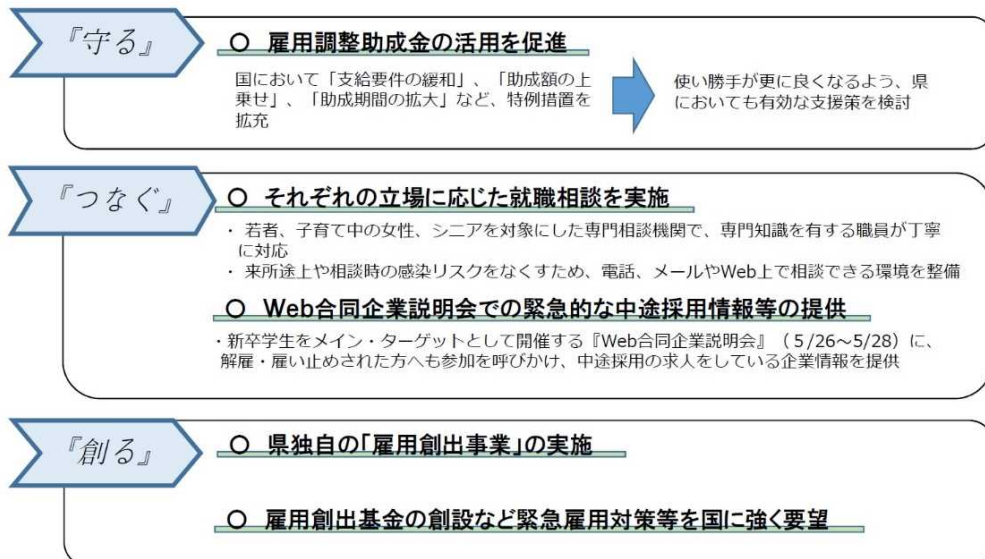 『守る』
○ 雇用調整助成金の活用を促進
国において「支給要件の緩和」、「助成額の上
乗せ」、「助成期間の拡大」など、特例措置を
拡充
使い勝手が更に良くなるよう、県
においても有効な支援策を検討
『つなぐ』
○ それぞれの立場に応じた就職相談を実施
・ 若者、子育て中の女性、シニアを対象にした専門相談機関で、専門知識を有する職員が丁寧
に対応
・ 来所途上や相談時の感染リスクをなくすため、電話、メールやWeb上で相談できる環境を整備
○ Web合同企業説明会での緊急的な中途採用情報等の提供
・新卒学生をメイン・ターゲットとして開催する『Web合同企業説明会』（5/26～5/28）に、
解雇・雇い止めされた方へも参加を呼びかけ、中途採用の求人をしている企業情報を提供
『創る』
○ 県独自の「雇用創出事業」の実施
○ 雇用創出基金の創設など緊急雇用対策等を国に強く要望